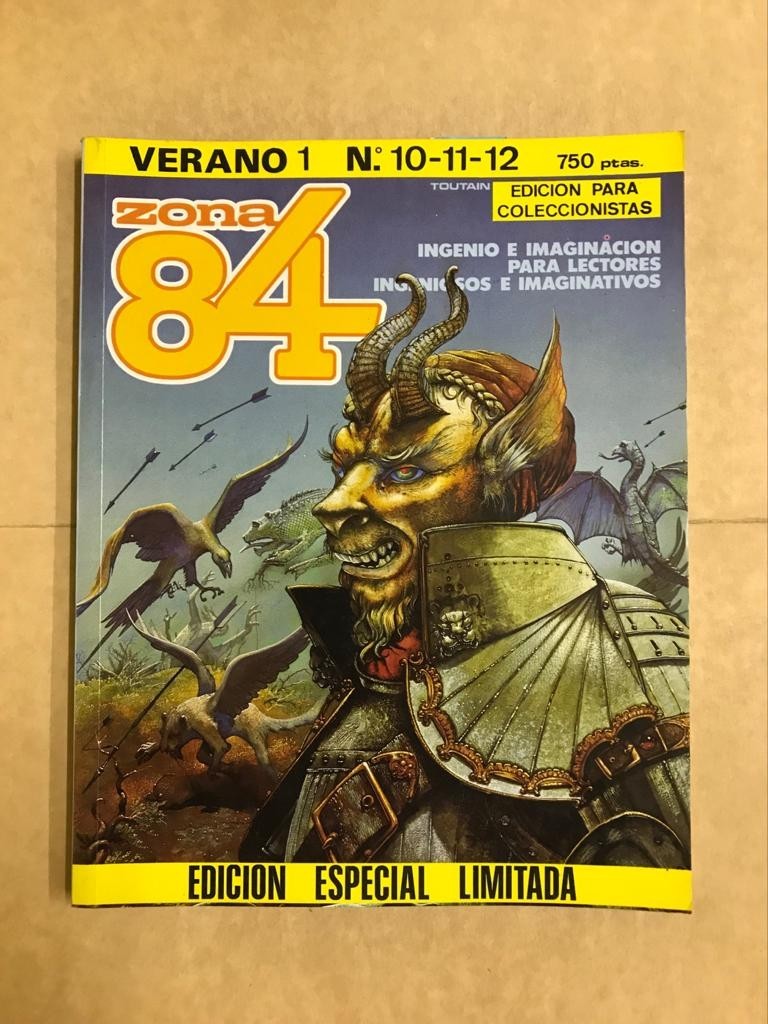 VERANO 1 N.º 10-11-12 750 ptas.
TOUTAIN
EDICION PARA
COLECCIONISTAS
zona
84
INGENIO E IMAGINACION
PARA LECTORES
INGENIOSOS E IMAGINATIVOS
EDICION ESPECIAL LIMITADA